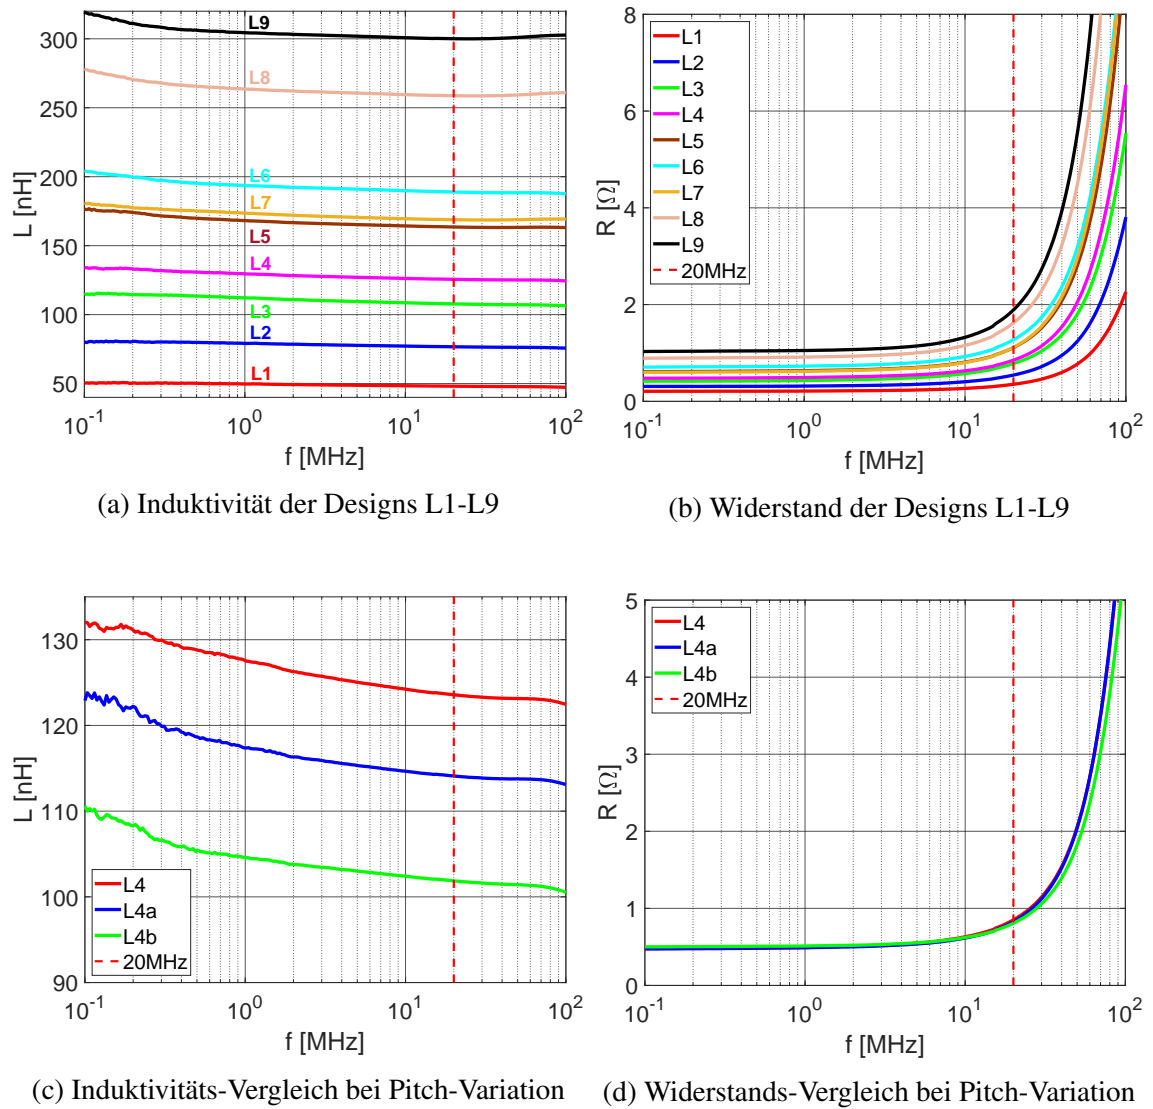 L [nH]
300
250
200
150
100
50
L9
L8
L6
L7
L5
L4
L3
L2
L1
10^-1
10^0
10^1
10^2
f [MHz]
(a) Induktivität der Designs L1-L9
R [Ω]
8
6
4
2
0
L1
L2
L3
L4
L5
L6
L7
L8
L9
20MHz
10^-1
10^0
10^1
10^2
f [MHz]
(b) Widerstand der Designs L1-L9
L [nH]
130
120
110
100
90
L4
L4a
L4b
20MHz
10^-1
10^0
10^1
10^2
f [MHz]
(c) Induktivitäts-Vergleich bei Pitch-Variation
R [Ω]
5
4
3
2
1
0
L4
L4a
L4b
20MHz
10^-1
10^0
10^1
10^2
f [MHz]
(d) Widerstands-Vergleich bei Pitch-Variation